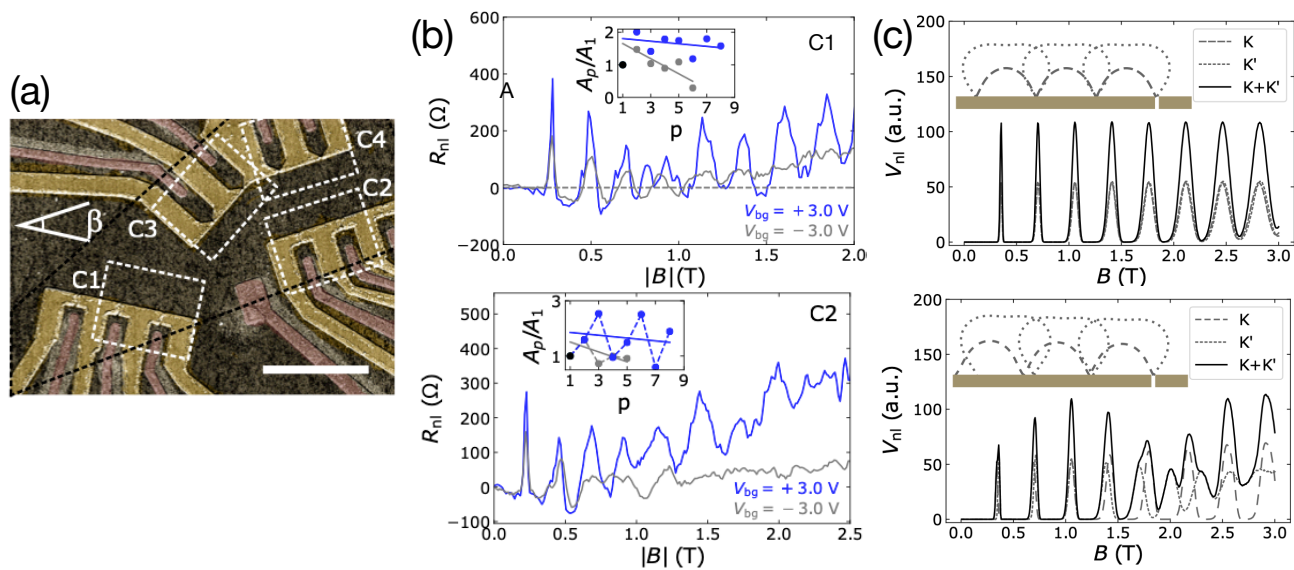 (a)
C4
C2
C3
β
C1
(b)
C1
A
R_nl (Ω)
600
400
200
0
−200
A_p/A_1
2
1
0
1 3 5 7 9
p
V_bg = + 3.0 V
V_bg = − 3.0 V
0.0 0.5 1.0 1.5 2.0
|B| (T)
C2
R_nl (Ω)
500
400
300
200
100
0
−100
A_p/A_1
3
1
1 3 5 7 9
p
V_bg = + 3.0 V
V_bg = − 3.0 V
0.0 0.5 1.0 1.5 2.0 2.5
|B| (T)
(c)
V_nl (a.u.)
200
150
100
50
0
K
K'
K+K'
0.0 0.5 1.0 1.5 2.0 2.5 3.0
B (T)
V_nl (a.u.)
200
150
100
50
0
K
K'
K+K'
0.0 0.5 1.0 1.5 2.0 2.5 3.0
B (T)